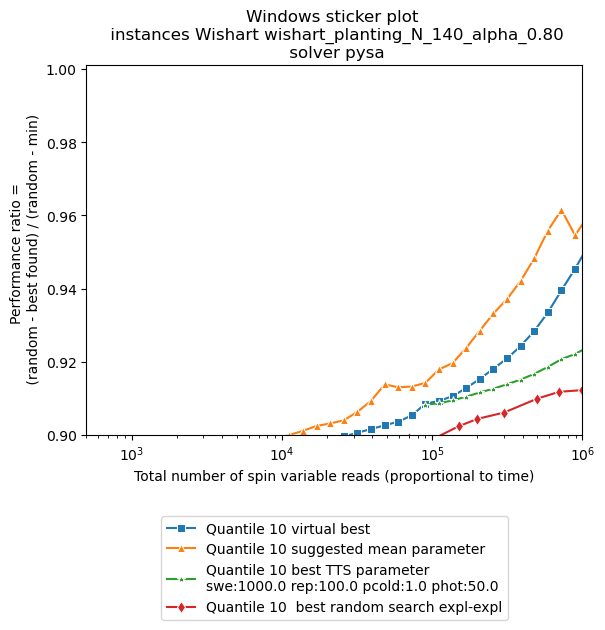 Windows sticker plot
instances Wishart wishart_planting_N_140_alpha_0.80
solver pysa
Performance ratio =
(random - best found) / (random - min)
1.00
0.98
0.96
0.94
0.92
0.90
10³
10⁴
10⁵
10⁶
Total number of spin variable reads (proportional to time)
Quantile 10 virtual best
Quantile 10 suggested mean parameter
Quantile 10 best TTS parameter
swe:1000.0 rep:100.0 pcold:1.0 phot:50.0
Quantile 10  best random search expl-expl